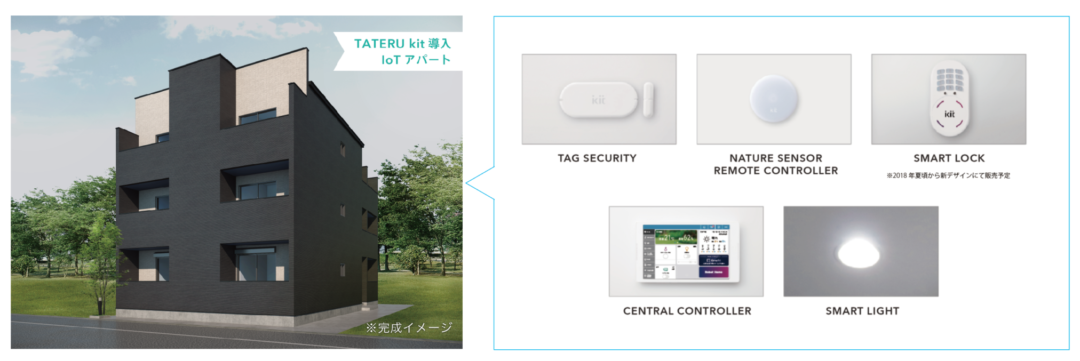 TATERU kit 導入
IoT アパート
※完成イメージ
kit
TAG SECURITY
NATURE SENSOR
REMOTE CONTROLLER
kit
SMART LOCK
※2018 年夏頃から新デザインにて販売予定
CENTRAL CONTROLLER
SMART LIGHT